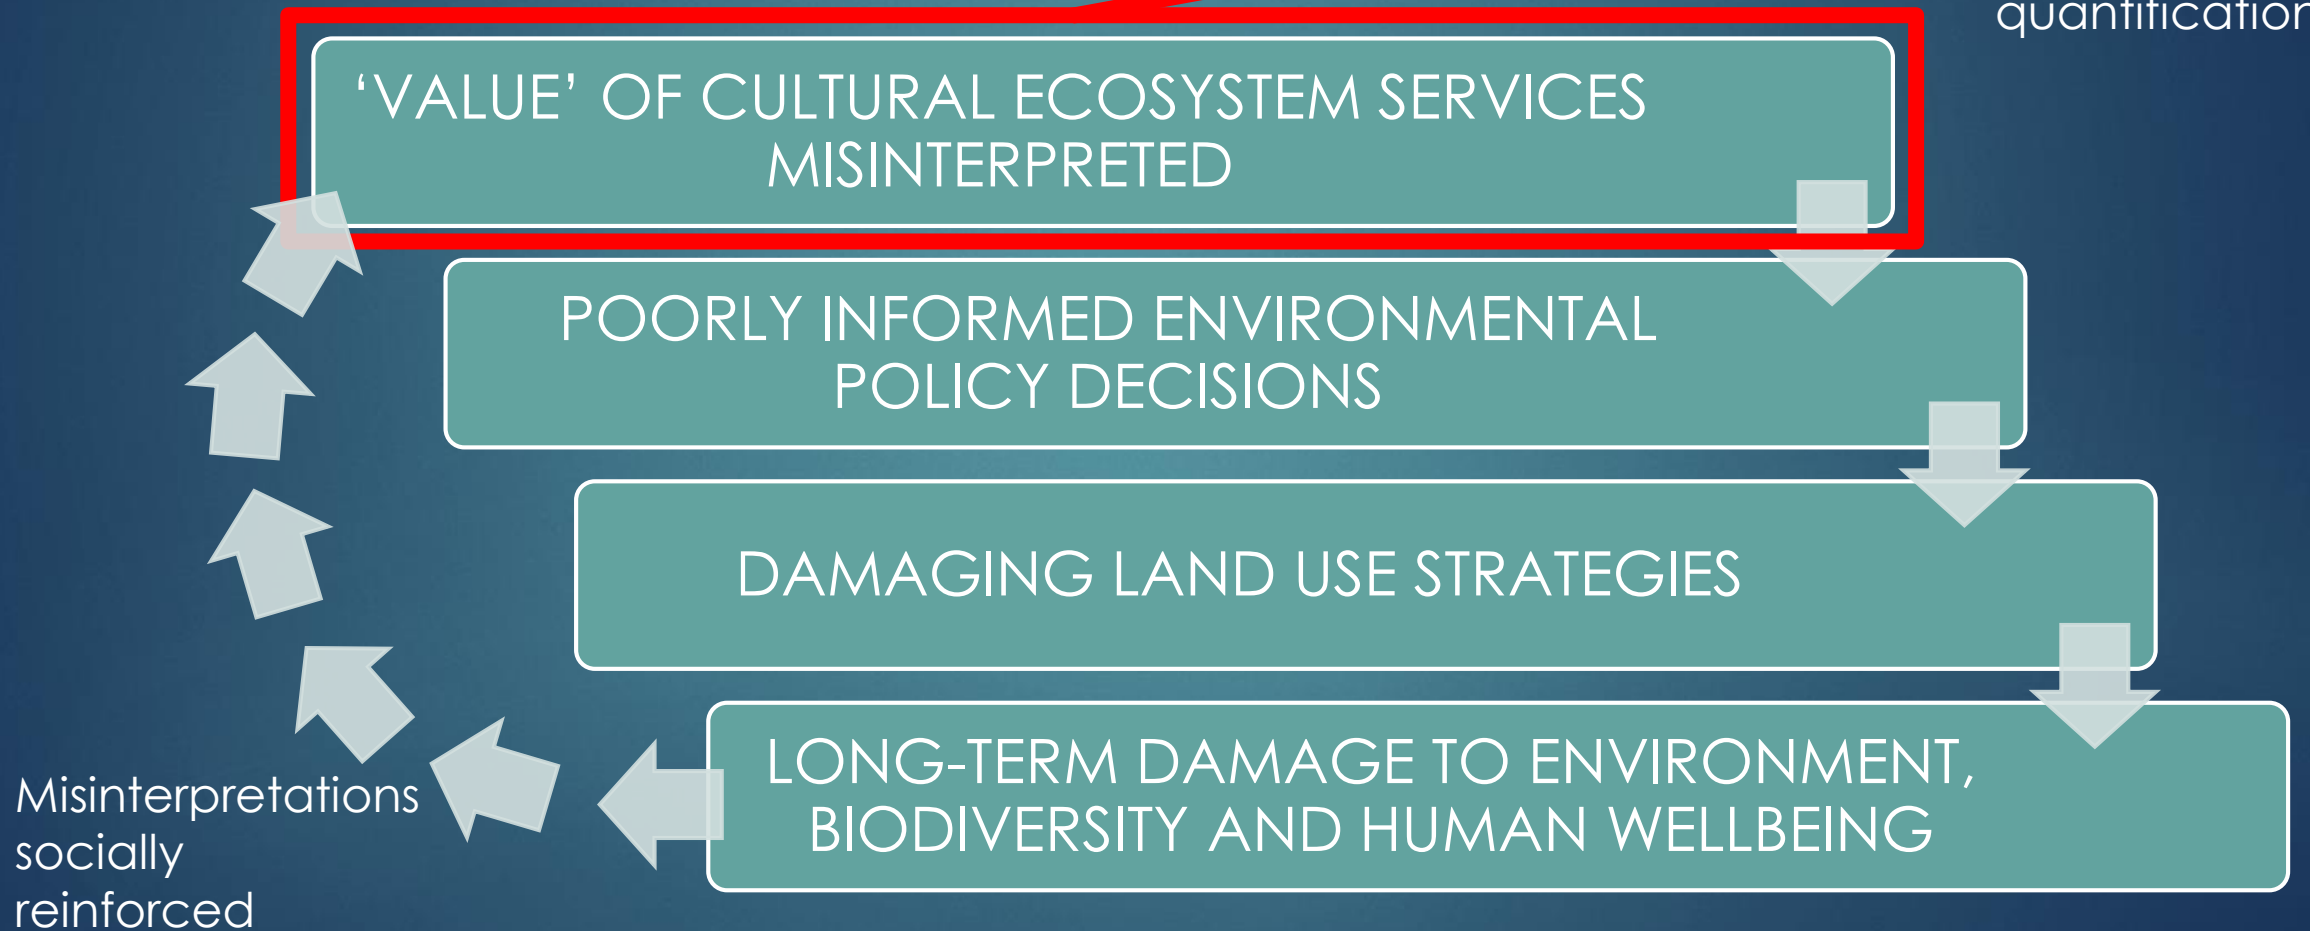 quantification
‘VALUE’ OF CULTURAL ECOSYSTEM SERVICES
MISINTERPRETED
POORLY INFORMED ENVIRONMENTAL
POLICY DECISIONS
DAMAGING LAND USE STRATEGIES
LONG-TERM DAMAGE TO ENVIRONMENT,
BIODIVERSITY AND HUMAN WELLBEING
Misinterpretations
socially
reinforced